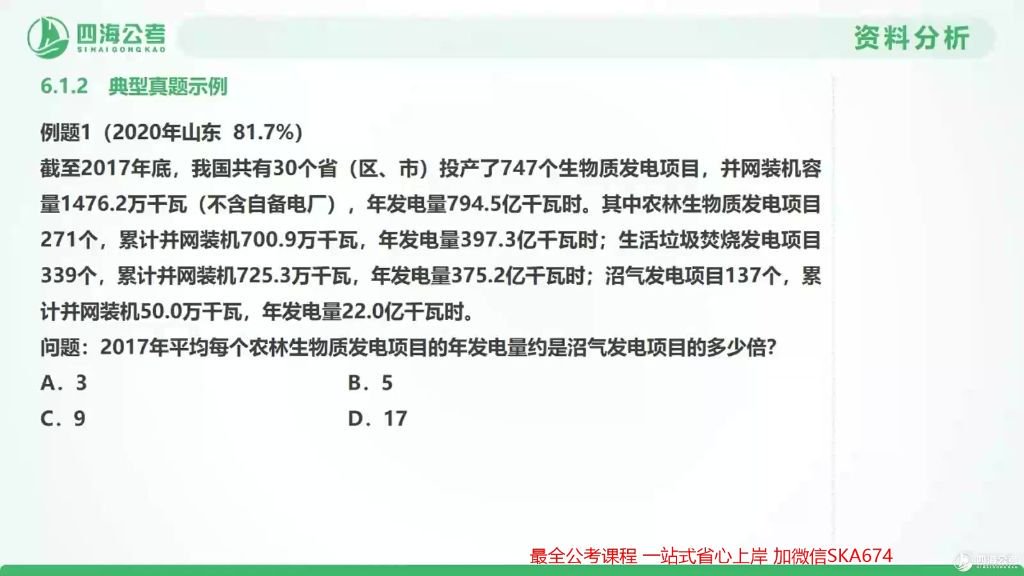 四海公考
SIHAIGONGKAO
资料分析
6.1.2 典型真题示例
例题1（2020年山东 81.7%）
截至2017年底，我国共有30个省（区、市）投产了747个生物质发电项目，并网装机容
量1476.2万千瓦（不含自备电厂），年发电量794.5亿千瓦时。其中农林生物质发电项目
271个，累计并网装机700.9万千瓦，年发电量397.3亿千瓦时；生活垃圾焚烧发电项目
339个，累计并网装机725.3万千瓦，年发电量375.2亿千瓦时；沼气发电项目137个，累
计并网装机50.0万千瓦，年发电量22.0亿千瓦时。
问题：2017年平均每个农林生物质发电项目的年发电量约是沼气发电项目的多少倍？
A. 3 B. 5
C. 9 D. 17
最全公考课程 一站式省心上岸 加微信SKA674
四海公考